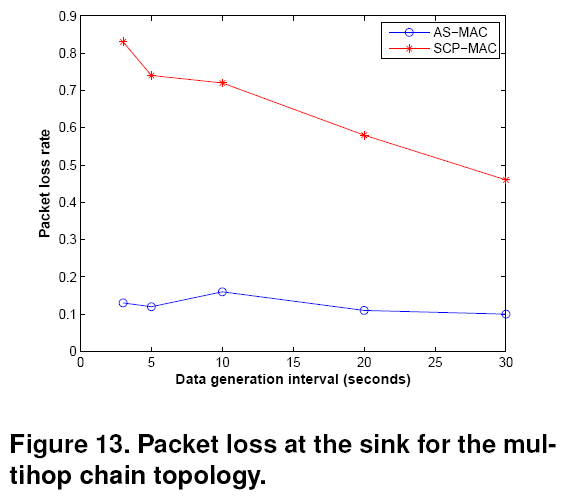 0.9
0.8
0.7
0.6
0.5
0.4
0.3
0.2
0.1
0
Packet loss rate
AS−MAC
SCP−MAC
0 5 10 15 20 25 30
Data generation interval (seconds)
Figure 13. Packet loss at the sink for the mul-
tihop chain topology.